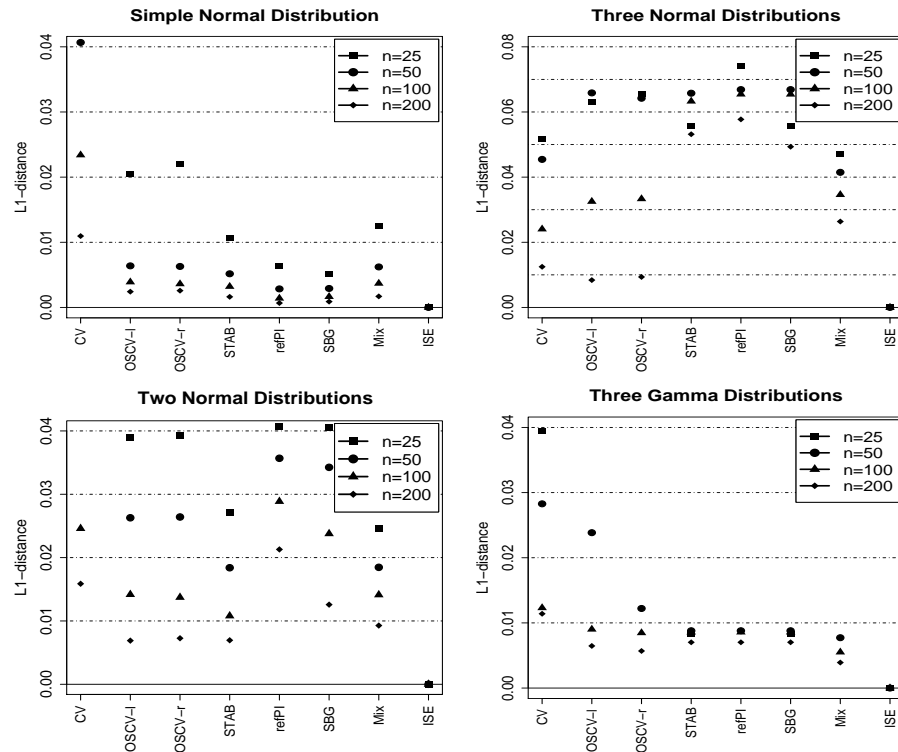 Simple Normal Distribution
L1−distance
0.00 0.01 0.02 0.03 0.04
n=25
n=50
n=100
n=200
CV OSCV−l OSCV−r STAB refPI SBG Mix ISE
Three Normal Distributions
L1−distance
0.00 0.02 0.04 0.06 0.08
n=25
n=50
n=100
n=200
CV OSCV−l OSCV−r STAB refPI SBG Mix ISE
Two Normal Distributions
L1−distance
0.00 0.01 0.02 0.03 0.04
n=25
n=50
n=100
n=200
CV OSCV−l OSCV−r STAB refPI SBG Mix ISE
Three Gamma Distributions
L1−distance
0.00 0.01 0.02 0.03 0.04
n=25
n=50
n=100
n=200
CV OSCV−l OSCV−r STAB refPI SBG Mix ISE